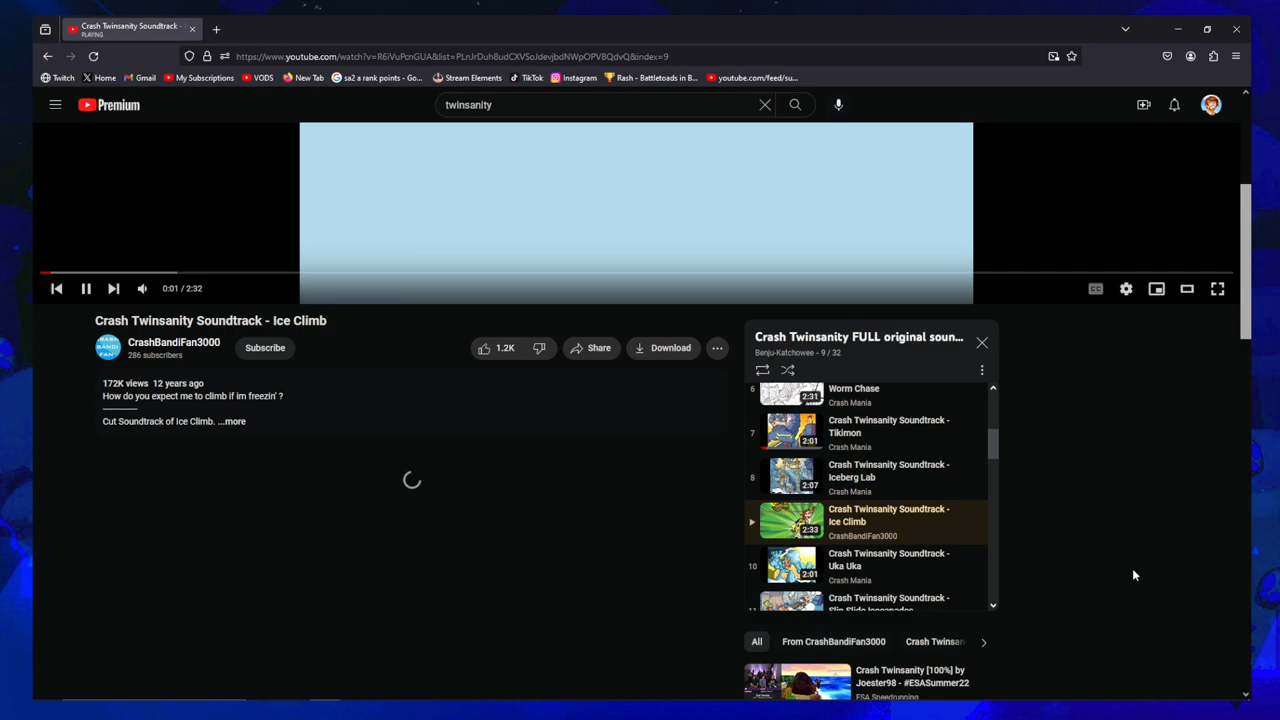 Crash Twinsanity Soundtrack -
PLAYING
https://www.youtube.com/watch?v=R6iVuPcnGUA&list=PLnJrDuh8udCXVSoJdevjbdNWpOPVBQdvQ&index=9
Twitch
Home
Gmail
My Subscriptions
VODS
New Tab
sa2 a rank points - Go...
Stream Elements
TikTok
Instagram
Rash - Battletoads in B...
youtube.com/feed/su...
Premium
twinsanity
0:01 / 2:32
CC
Crash Twinsanity Soundtrack - Ice Climb
CrashBandiFan3000
286 subscribers
Subscribe
1.2K
Share
Download
172K views 12 years ago
How do you expect me to climb if im freezin' ?
Cut Soundtrack of Ice Climb. ...more
Crash Twinsanity FULL original soun...
Benju-Katchowee - 9 / 32
6
2:31
Worm Chase
Crash Mania
7
2:01
Crash Twinsanity Soundtrack -
Tikimon
Crash Mania
8
2:07
Crash Twinsanity Soundtrack -
Iceberg Lab
Crash Mania
2:33
Crash Twinsanity Soundtrack -
Ice Climb
CrashBandiFan3000
10
2:01
Crash Twinsanity Soundtrack -
Uka Uka
Crash Mania
11
Crash Twinsanity Soundtrack -
Slip Slide Icecapades
All
From CrashBandiFan3000
Crash Twinsan
Crash Twinsanity [100%] by
Joester98 - #ESASummer22
ESA Speedrunning